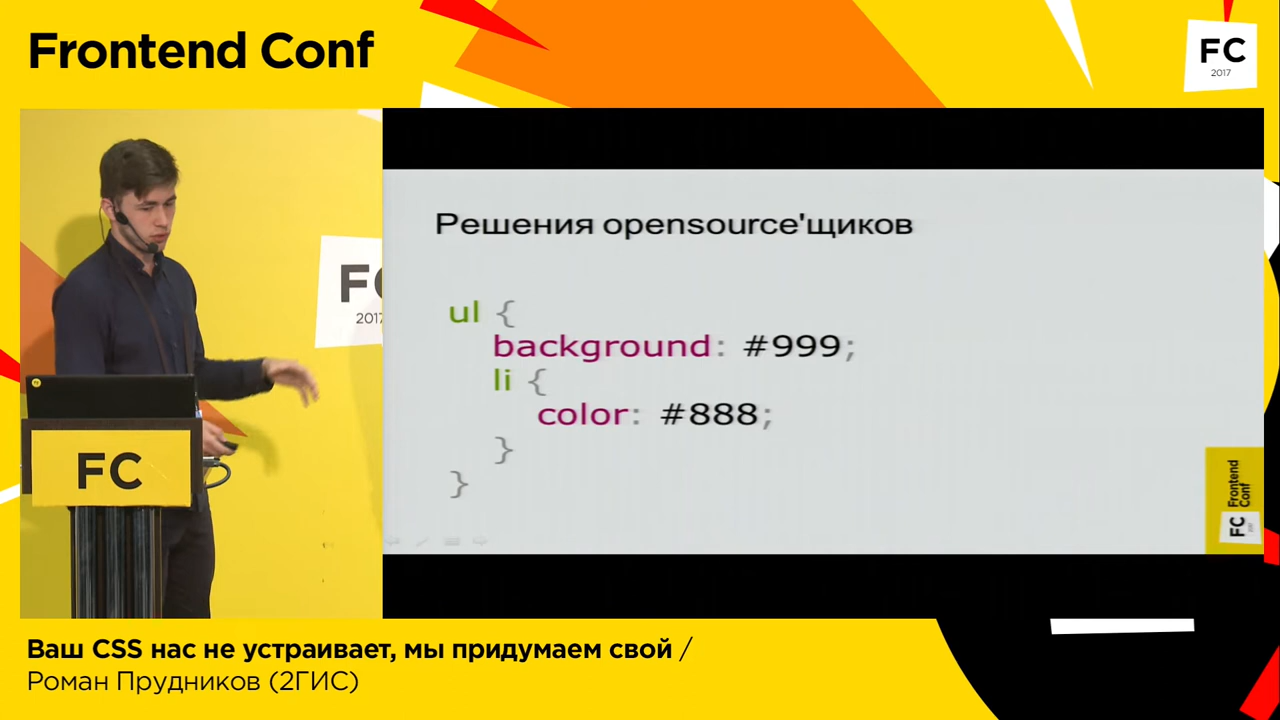 Frontend Conf
FC
2017
FC
2017
FC
Решения opensource'щиков
ul {
background: #999;
li {
color: #888;
}
}
Frontend
Conf
FC
Ваш CSS нас не устраивает, мы придумаем свой /
Роман Прудников (2ГИС)